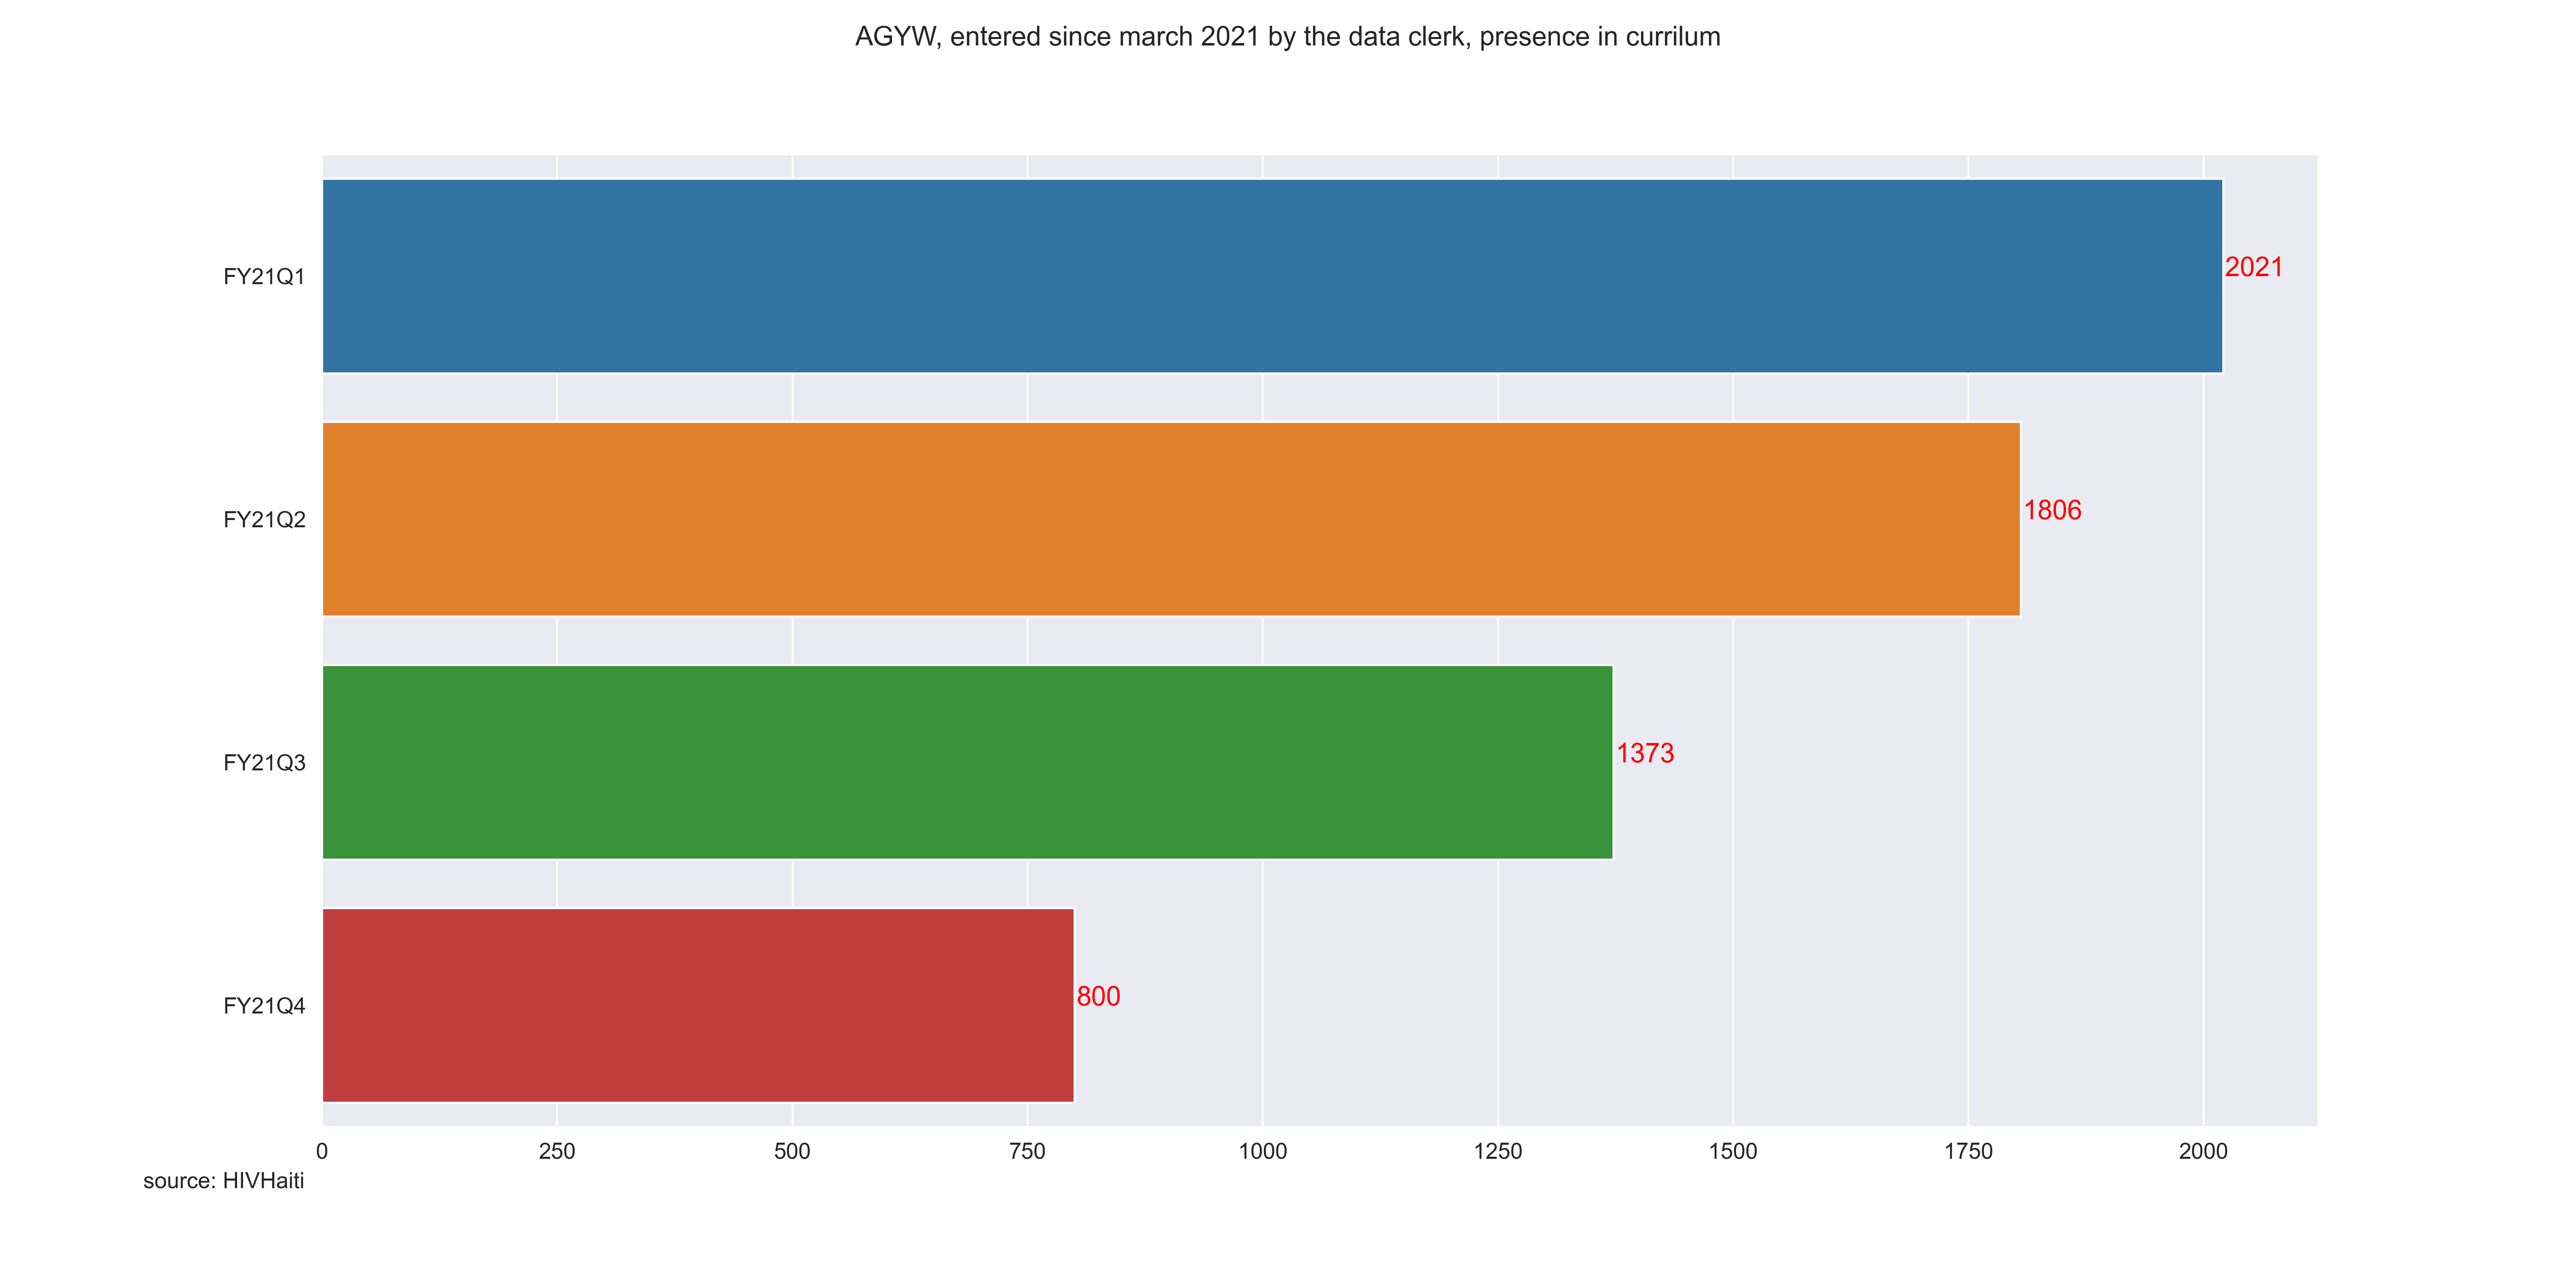 AGYW, entered since march 2021 by the data clerk, presence in currilum
FY21Q1
2021
FY21Q2
1806
FY21Q3
1373
FY21Q4
800
0 250 500 750 1000 1250 1500 1750 2000
source: HIVHaiti